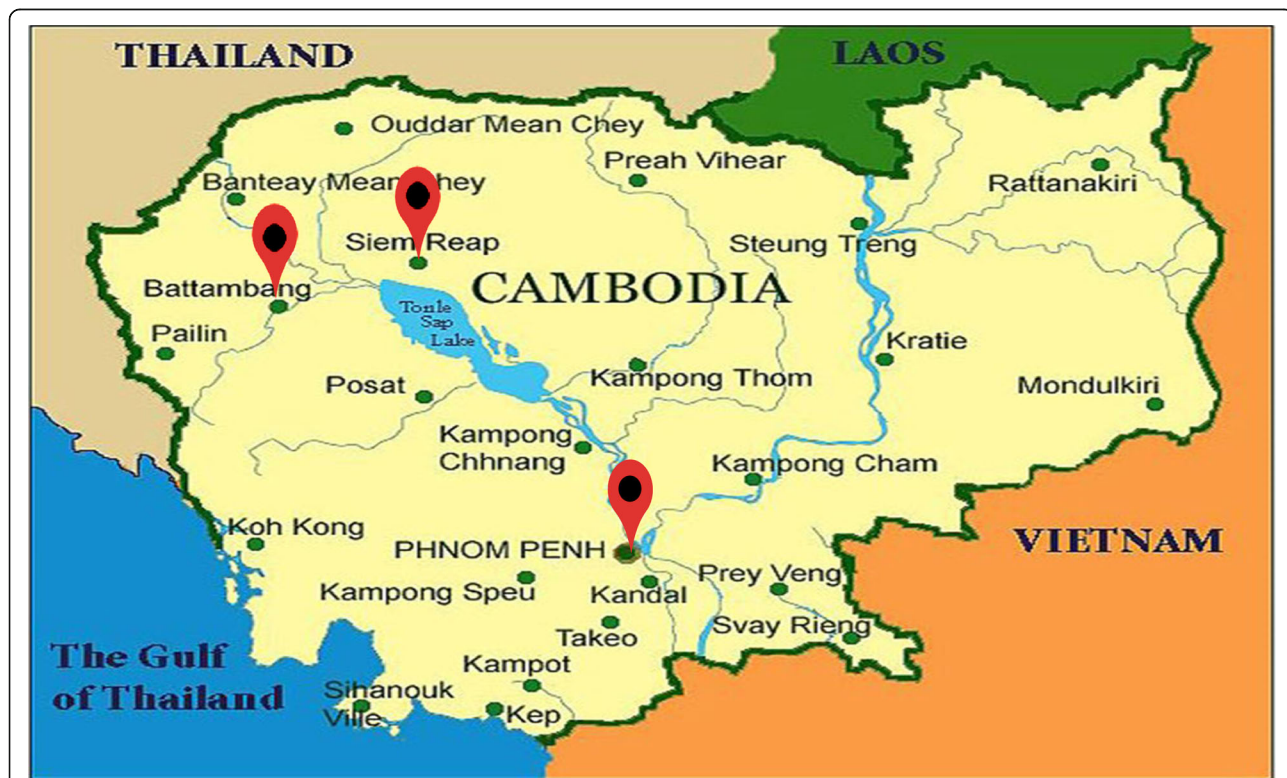 THAILAND
LAOS
Ouddar Mean Chey
Preah Vihear
Banteay Mean Chey
Rattanakiri
Siem Reap
Steung Treng
Battambang
CAMBODIA
Tonle
Sap
Lake
Pailin
Kratie
Posat
Kampong Thom
Mondulkiri
Kampong
Chhnang
Kampong Cham
Koh Kong
PHNOM PENH
VIETNAM
Prey Veng
Kampong Speu
Kandal
Svay Rieng
Takeo
The Gulf
of Thailand
Kampot
Sihanouk
Ville
Kep